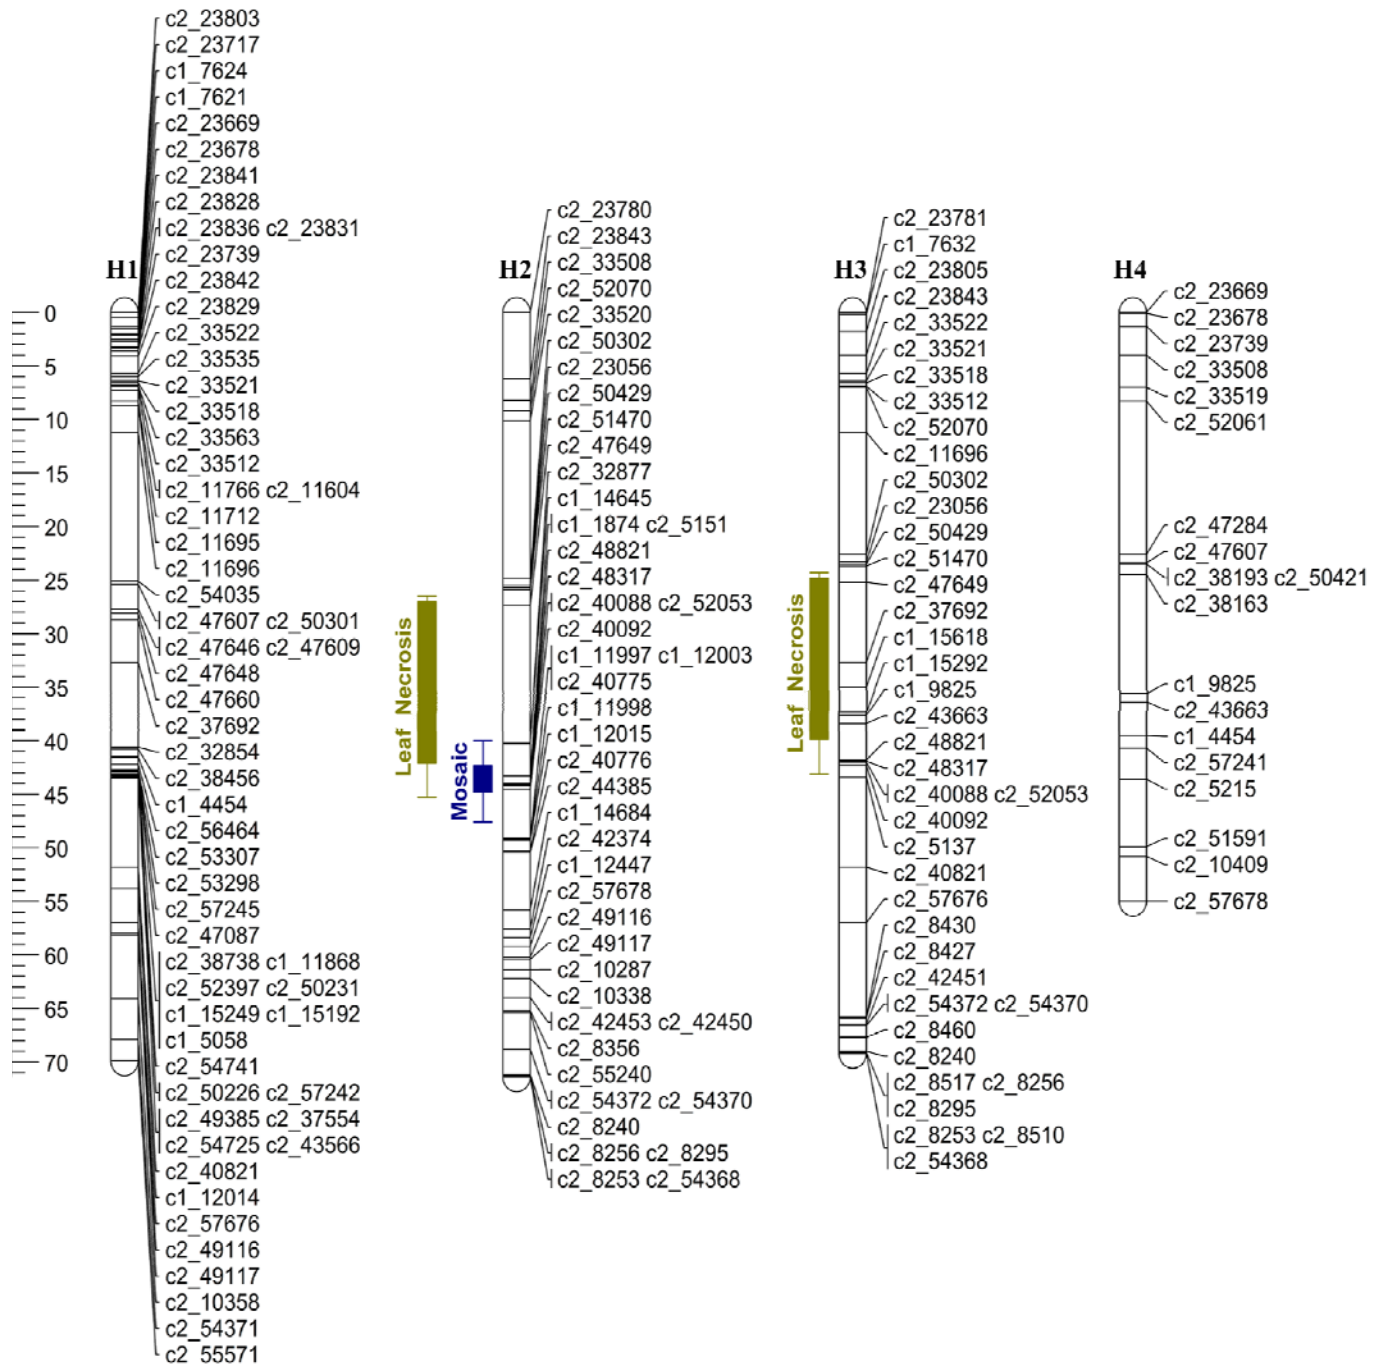 H1
c2_23803
c2_23717
c1_7624
c1_7621
c2_23669
c2_23678
c2_23841
c2_23828
c2_23836 c2_23831
c2_23739
c2_23842
c2_23829
c2_33522
c2_33535
c2_33521
c2_33518
c2_33563
c2_33512
c2_11766 c2_11604
c2_11712
c2_11695
c2_11696
c2_54035
c2_47607 c2_50301
c2_47646 c2_47609
c2_47648
c2_47660
c2_37692
c2_32854
c2_38456
c1_4454
c2_56464
c2_53307
c2_53298
c2_57245
c2_47087
c2_38738 c1_11868
c2_52397 c2_50231
c1_15249 c1_15192
c1_5058
c2_54741
c2_50226 c2_57242
c2_49385 c2_37554
c2_54725 c2_43566
c2_40821
c1_12014
c2_57676
c2_49116
c2_49117
c2_10358
c2_54371
c2_55571
0
5
10
15
20
25
30
35
40
45
50
55
60
65
70
H2
c2_23780
c2_23843
c2_33508
c2_52070
c2_33520
c2_50302
c2_23056
c2_50429
c2_51470
c2_47649
c2_32877
c1_14645
c1_1874 c2_5151
c2_48821
c2_48317
c2_40088 c2_52053
c2_40092
c1_11997 c1_12003
c2_40775
c1_11998
c1_12015
c2_40776
c2_44385
c1_14684
c2_42374
c1_12447
c2_57678
c2_49116
c2_49117
c2_10287
c2_10338
c2_42453 c2_42450
c2_8356
c2_55240
c2_54372 c2_54370
c2_8240
c2_8256 c2_8295
c2_8253 c2_54368
Leaf Necrosis
Mosaic
H3
c2_23781
c1_7632
c2_23805
c2_23843
c2_33522
c2_33521
c2_33518
c2_33512
c2_52070
c2_11696
c2_50302
c2_23056
c2_50429
c2_51470
c2_47649
c2_37692
c1_15618
c1_15292
c1_9825
c2_43663
c2_48821
c2_48317
c2_40088 c2_52053
c2_40092
c2_5137
c2_40821
c2_57676
c2_8430
c2_8427
c2_42451
c2_54372 c2_54370
c2_8460
c2_8240
c2_8517 c2_8256
c2_8295
c2_8253 c2_8510
c2_54368
Leaf Necrosis
H4
c2_23669
c2_23678
c2_23739
c2_33508
c2_33519
c2_52061
c2_47284
c2_47607
c2_38193 c2_50421
c2_38163
c1_9825
c2_43663
c1_4454
c2_57241
c2_5215
c2_51591
c2_10409
c2_57678